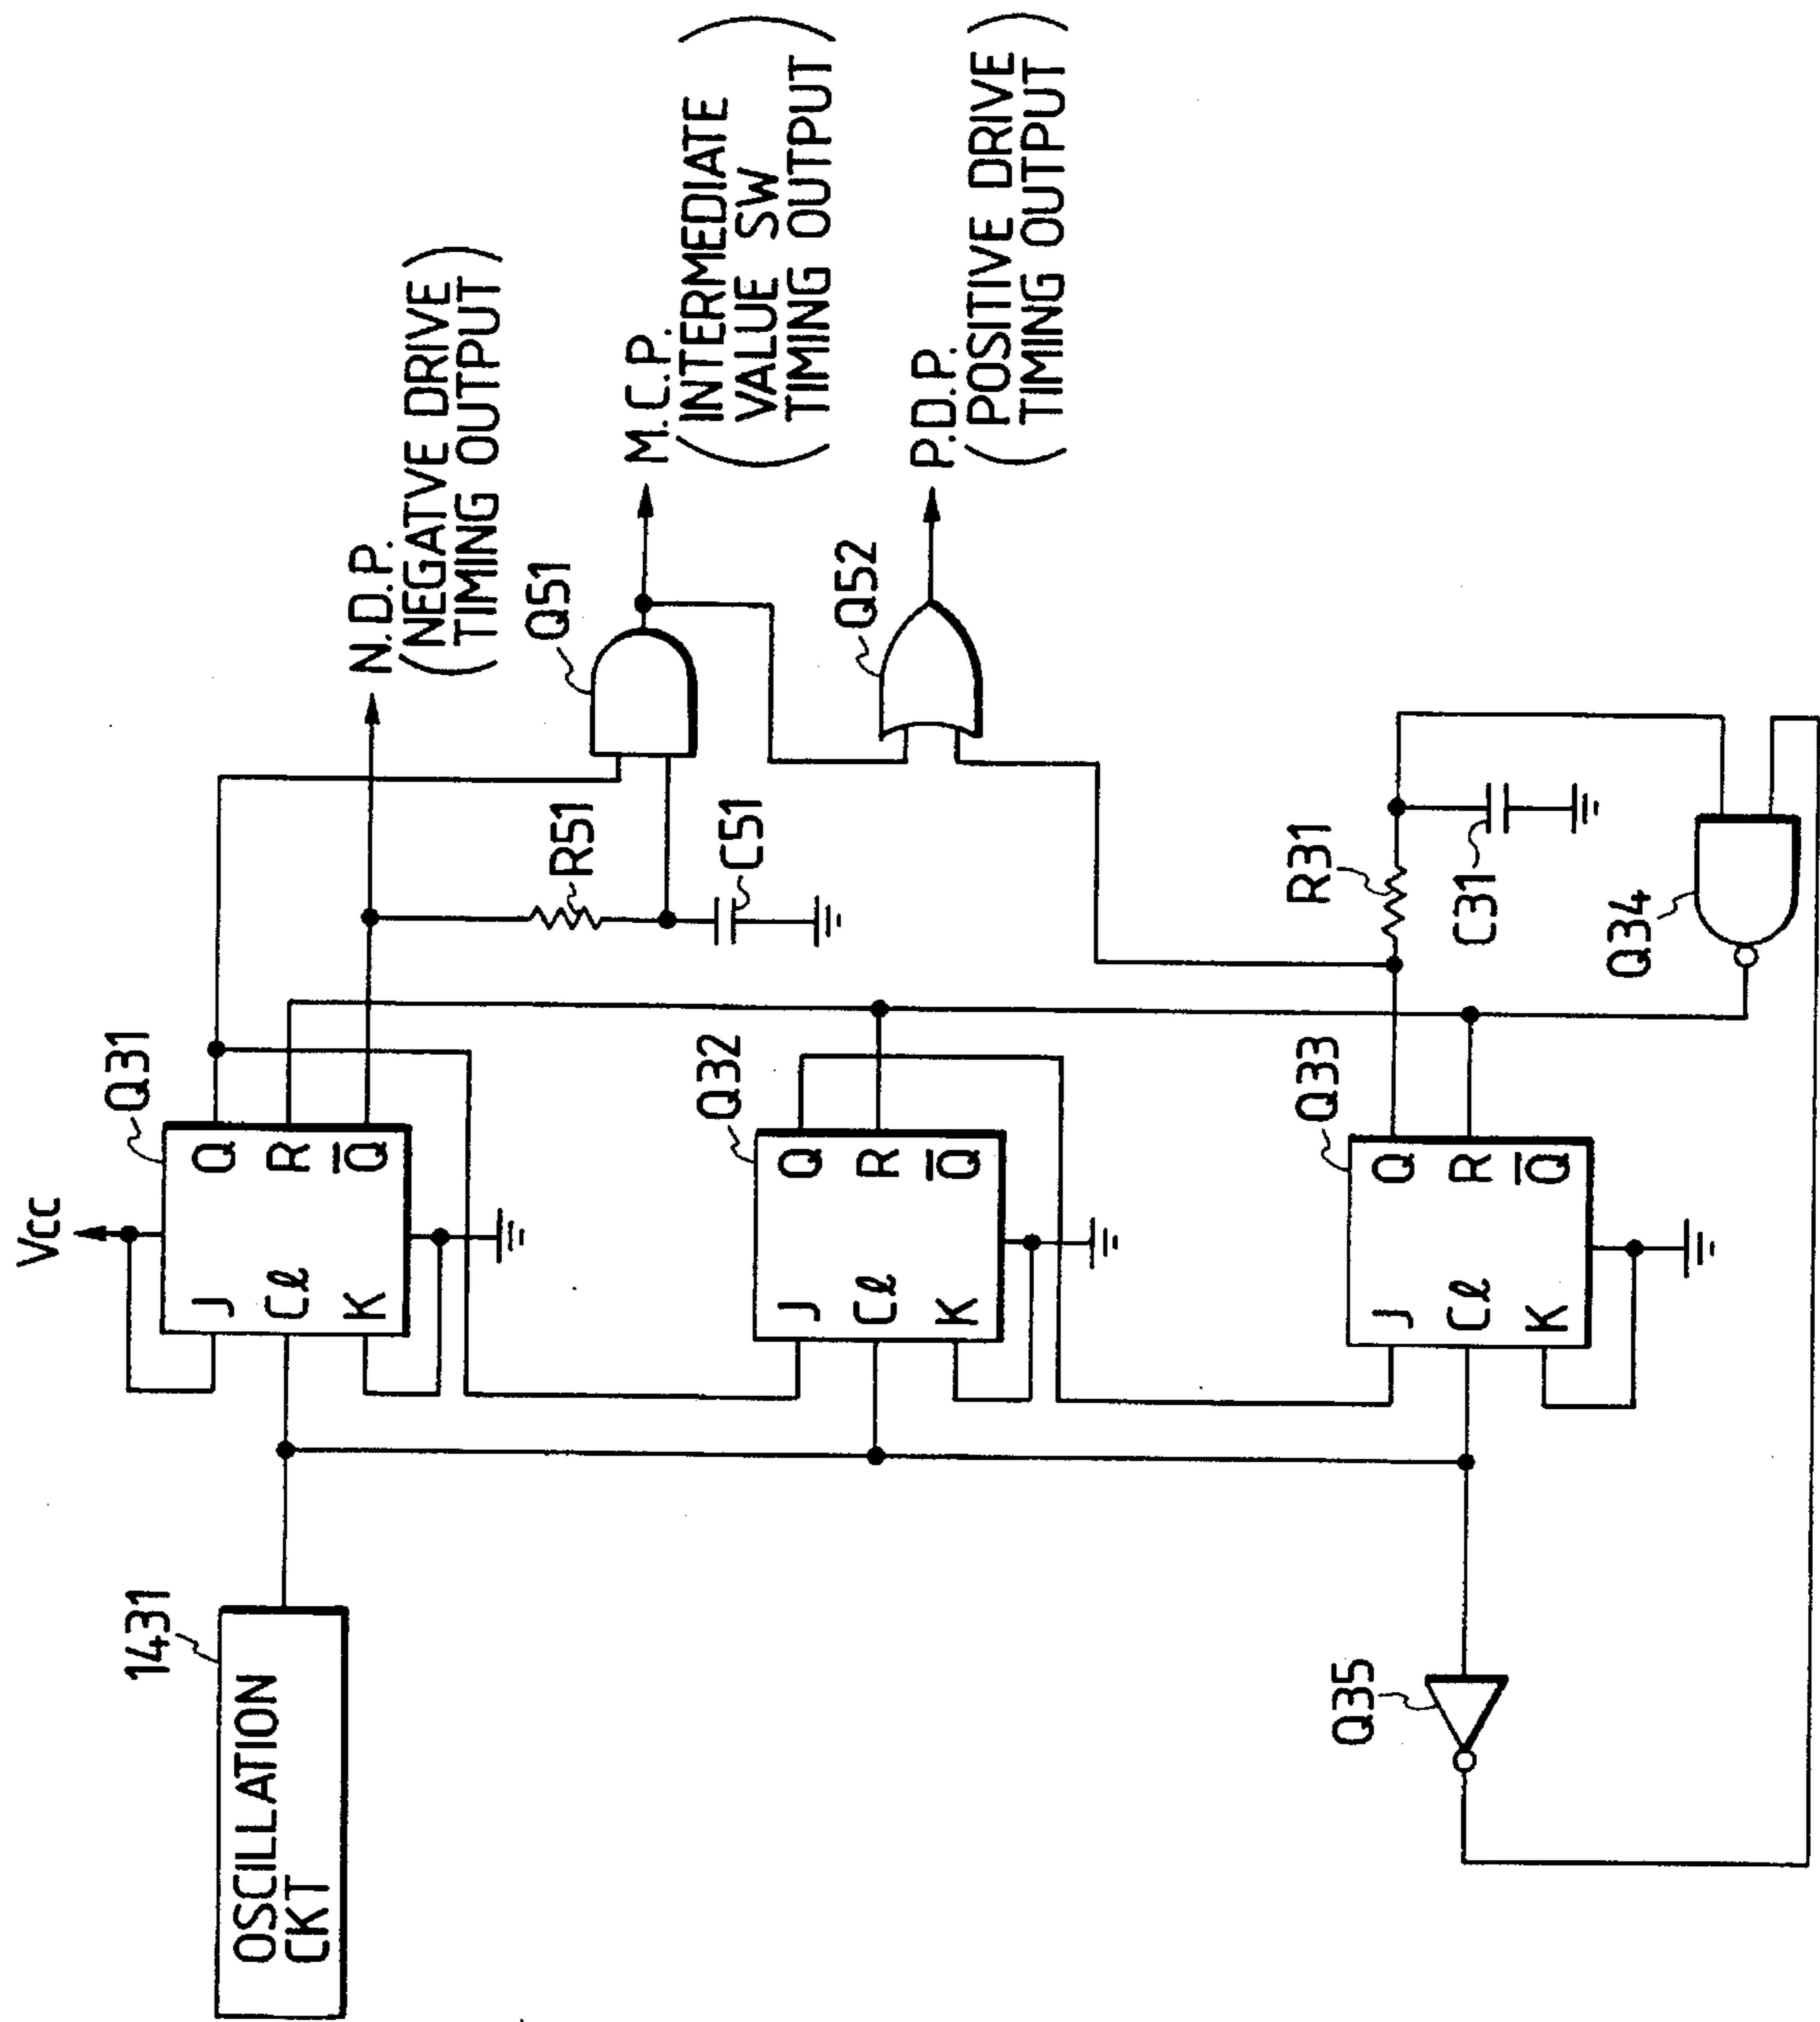 1431
OSCILLATION
CKT
Vcc
Q31
J
Cℓ
K
Q
R
Q̅
N.D.P.
(NEGATVE DRIVE
TIMING OUTPUT)
R51
C51
Q51
M.C.P.
(INTERMEDIATE
VALUE SW
TIMING OUTPUT)
Q32
J
Cℓ
K
Q
R
Q̅
Q52
P.D.P.
(POSITIVE DRIVE
TIMING OUTPUT)
Q35
Q33
J
Cℓ
K
Q
R
Q̅
R31
C31
Q34